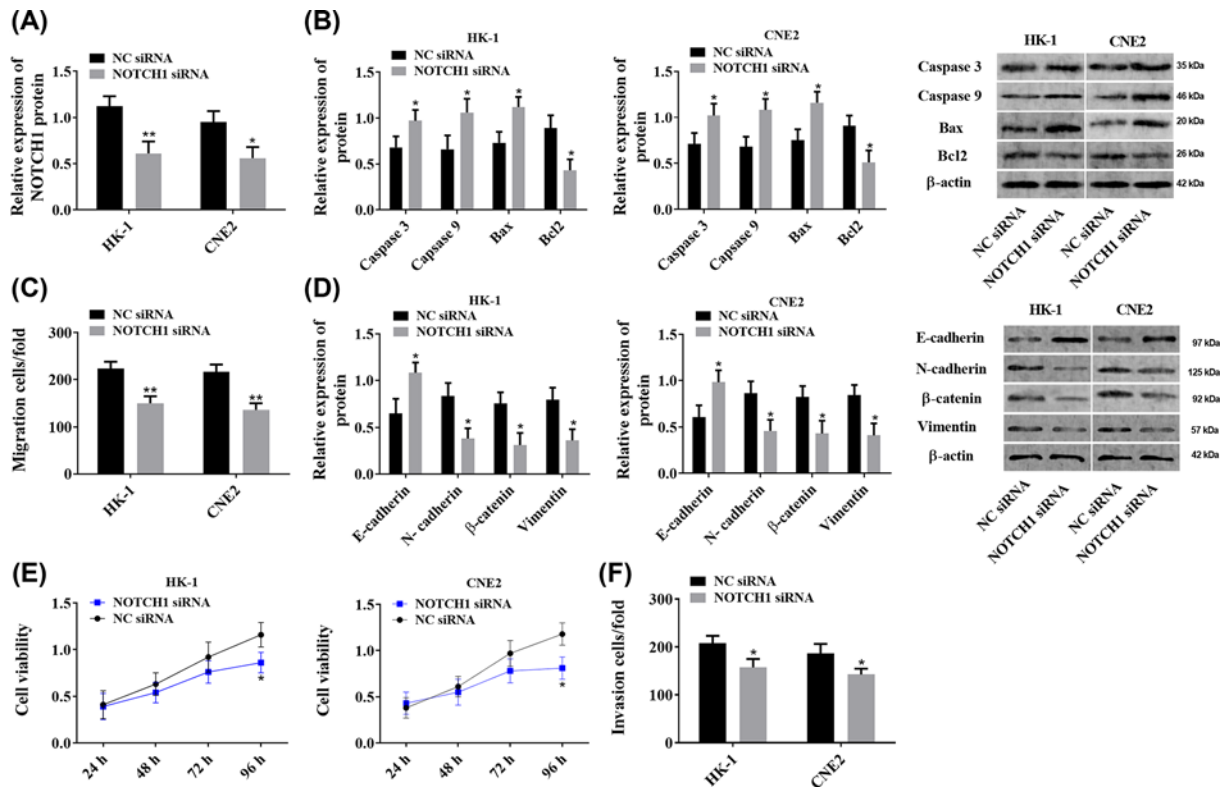 (A)
NC siRNA
NOTCH1 siRNA
Relative expression of
NOTCH1 protein
1.5
1.0
0.5
0.0
**
*
HK-1
CNE2
(B)
HK-1
NC siRNA
NOTCH1 siRNA
Relative expression of
protein
1.5
1.0
0.5
0.0
*
*
*
*
Caspase 3
Capsase 9
Bax
Bcl2
CNE2
NC siRNA
NOTCH1 siRNA
Relative expression of
protein
1.5
1.0
0.5
0.0
*
*
*
*
Caspase 3
Capsase 9
Bax
Bcl2
HK-1 CNE2
Caspase 3 35 kDa
Caspase 9 46 kDa
Bax 20 kDa
Bcl2 26 kDa
β-actin 42 kDa
NC siRNA
NOTCH1 siRNA
NC siRNA
NOTCH1 siRNA
(C)
NC siRNA
NOTCH1 siRNA
Migration cells/fold
300
200
100
0
**
**
HK-1
CNE2
(D)
HK-1
NC siRNA
NOTCH1 siRNA
Relative expression of
protein
1.5
1.0
0.5
0.0
*
*
*
*
E-cadherin
N- cadherin
β-catenin
Vimentin
CNE2
NC siRNA
NOTCH1 siRNA
Relative expression of
protein
1.5
1.0
0.5
0.0
*
*
*
*
E-cadherin
N- cadherin
β-catenin
Vimentin
HK-1 CNE2
E-cadherin 97 kDa
N-cadherin 125 kDa
β-catenin 92 kDa
Vimentin 57 kDa
β-actin 42 kDa
NC siRNA
NOTCH1 siRNA
NC siRNA
NOTCH1 siRNA
(E)
HK-1
NOTCH1 siRNA
NC siRNA
Cell viability
1.5
1.0
0.5
0.0
*
24 h
48 h
72 h
96 h
CNE2
NOTCH1 siRNA
NC siRNA
Cell viability
1.5
1.0
0.5
0.0
*
24 h
48 h
72 h
96 h
(F)
NC siRNA
NOTCH1 siRNA
Invasion cells/fold
300
200
100
0
*
*
HK-1
CNE2